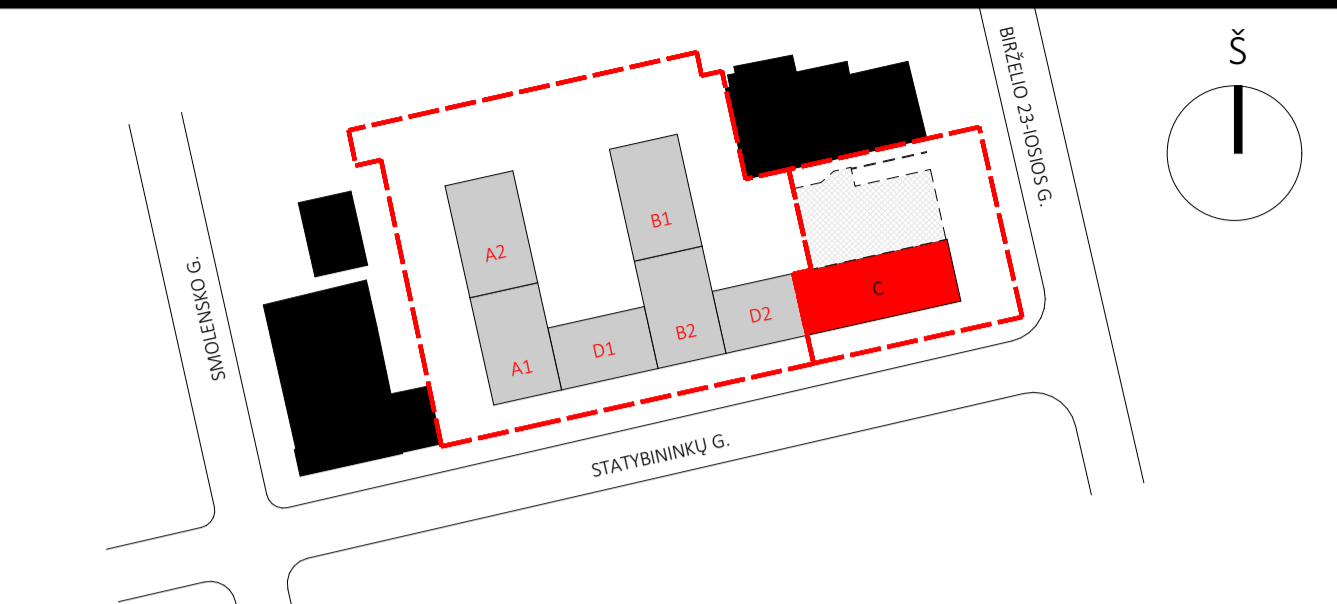 Š
BIRŽELIO 23-IOSIOS G.
B1
A2
C
SMOLENSKO G.
D2
B2
D1
A1
STATYBININKŲ G.